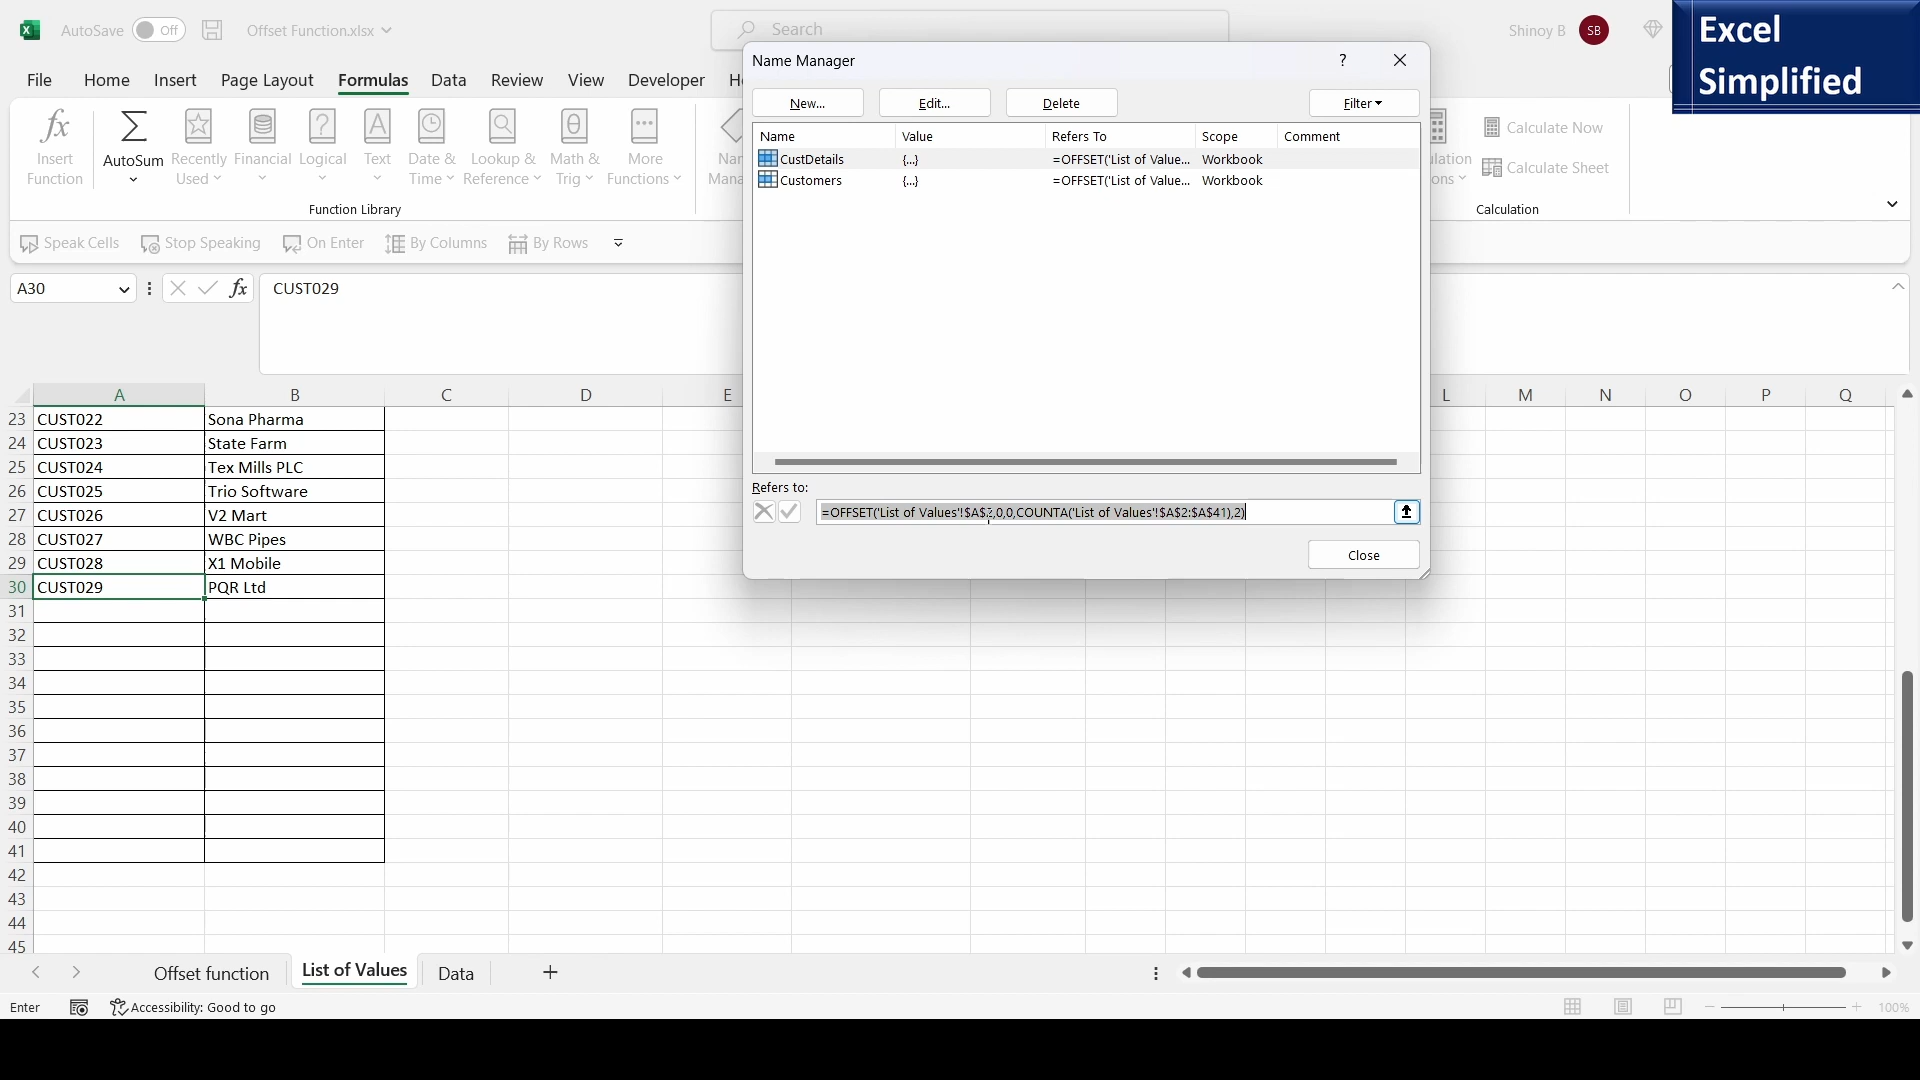 AutoSave Off Offset Function.xlsx Search Shinoy B SB
Excel
Simplified
File Home Insert Page Layout Formulas Data Review View Developer
Insert
Function
AutoSum
Recently
Used
Financial
Logical
Text
Date &
Time
Lookup &
Reference
Math &
Trig
More
Functions
Calculate Now
Calculate Sheet
Function Library
Calculation
Speak Cells Stop Speaking On Enter By Columns By Rows
A30 fx CUST029
Name Manager ?
New... Edit... Delete Filter
Name Value Refers To Scope Comment
CustDetails {...} =OFFSET('List of Value... Workbook
Customers {...} =OFFSET('List of Value... Workbook
Refers to:
=OFFSET('List of Values'!$A$2,0,0,COUNTA('List of Values'!$A$2:$A$41),2)
Close
A B C D E L M N O P Q
23 CUST022 Sona Pharma
24 CUST023 State Farm
25 CUST024 Tex Mills PLC
26 CUST025 Trio Software
27 CUST026 V2 Mart
28 CUST027 WBC Pipes
29 CUST028 X1 Mobile
30 CUST029 PQR Ltd
31
32
33
34
35
36
37
38
39
40
41
42
43
44
45
Offset function List of Values Data
Enter Accessibility: Good to go 100%